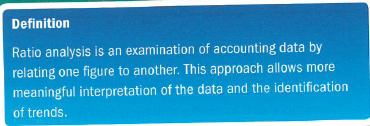 Definition
Ratio analysis is an examination of accounting data by
relating one figure to another. This approach allows more
meaningful interpretation of the data and the identification
of trends.